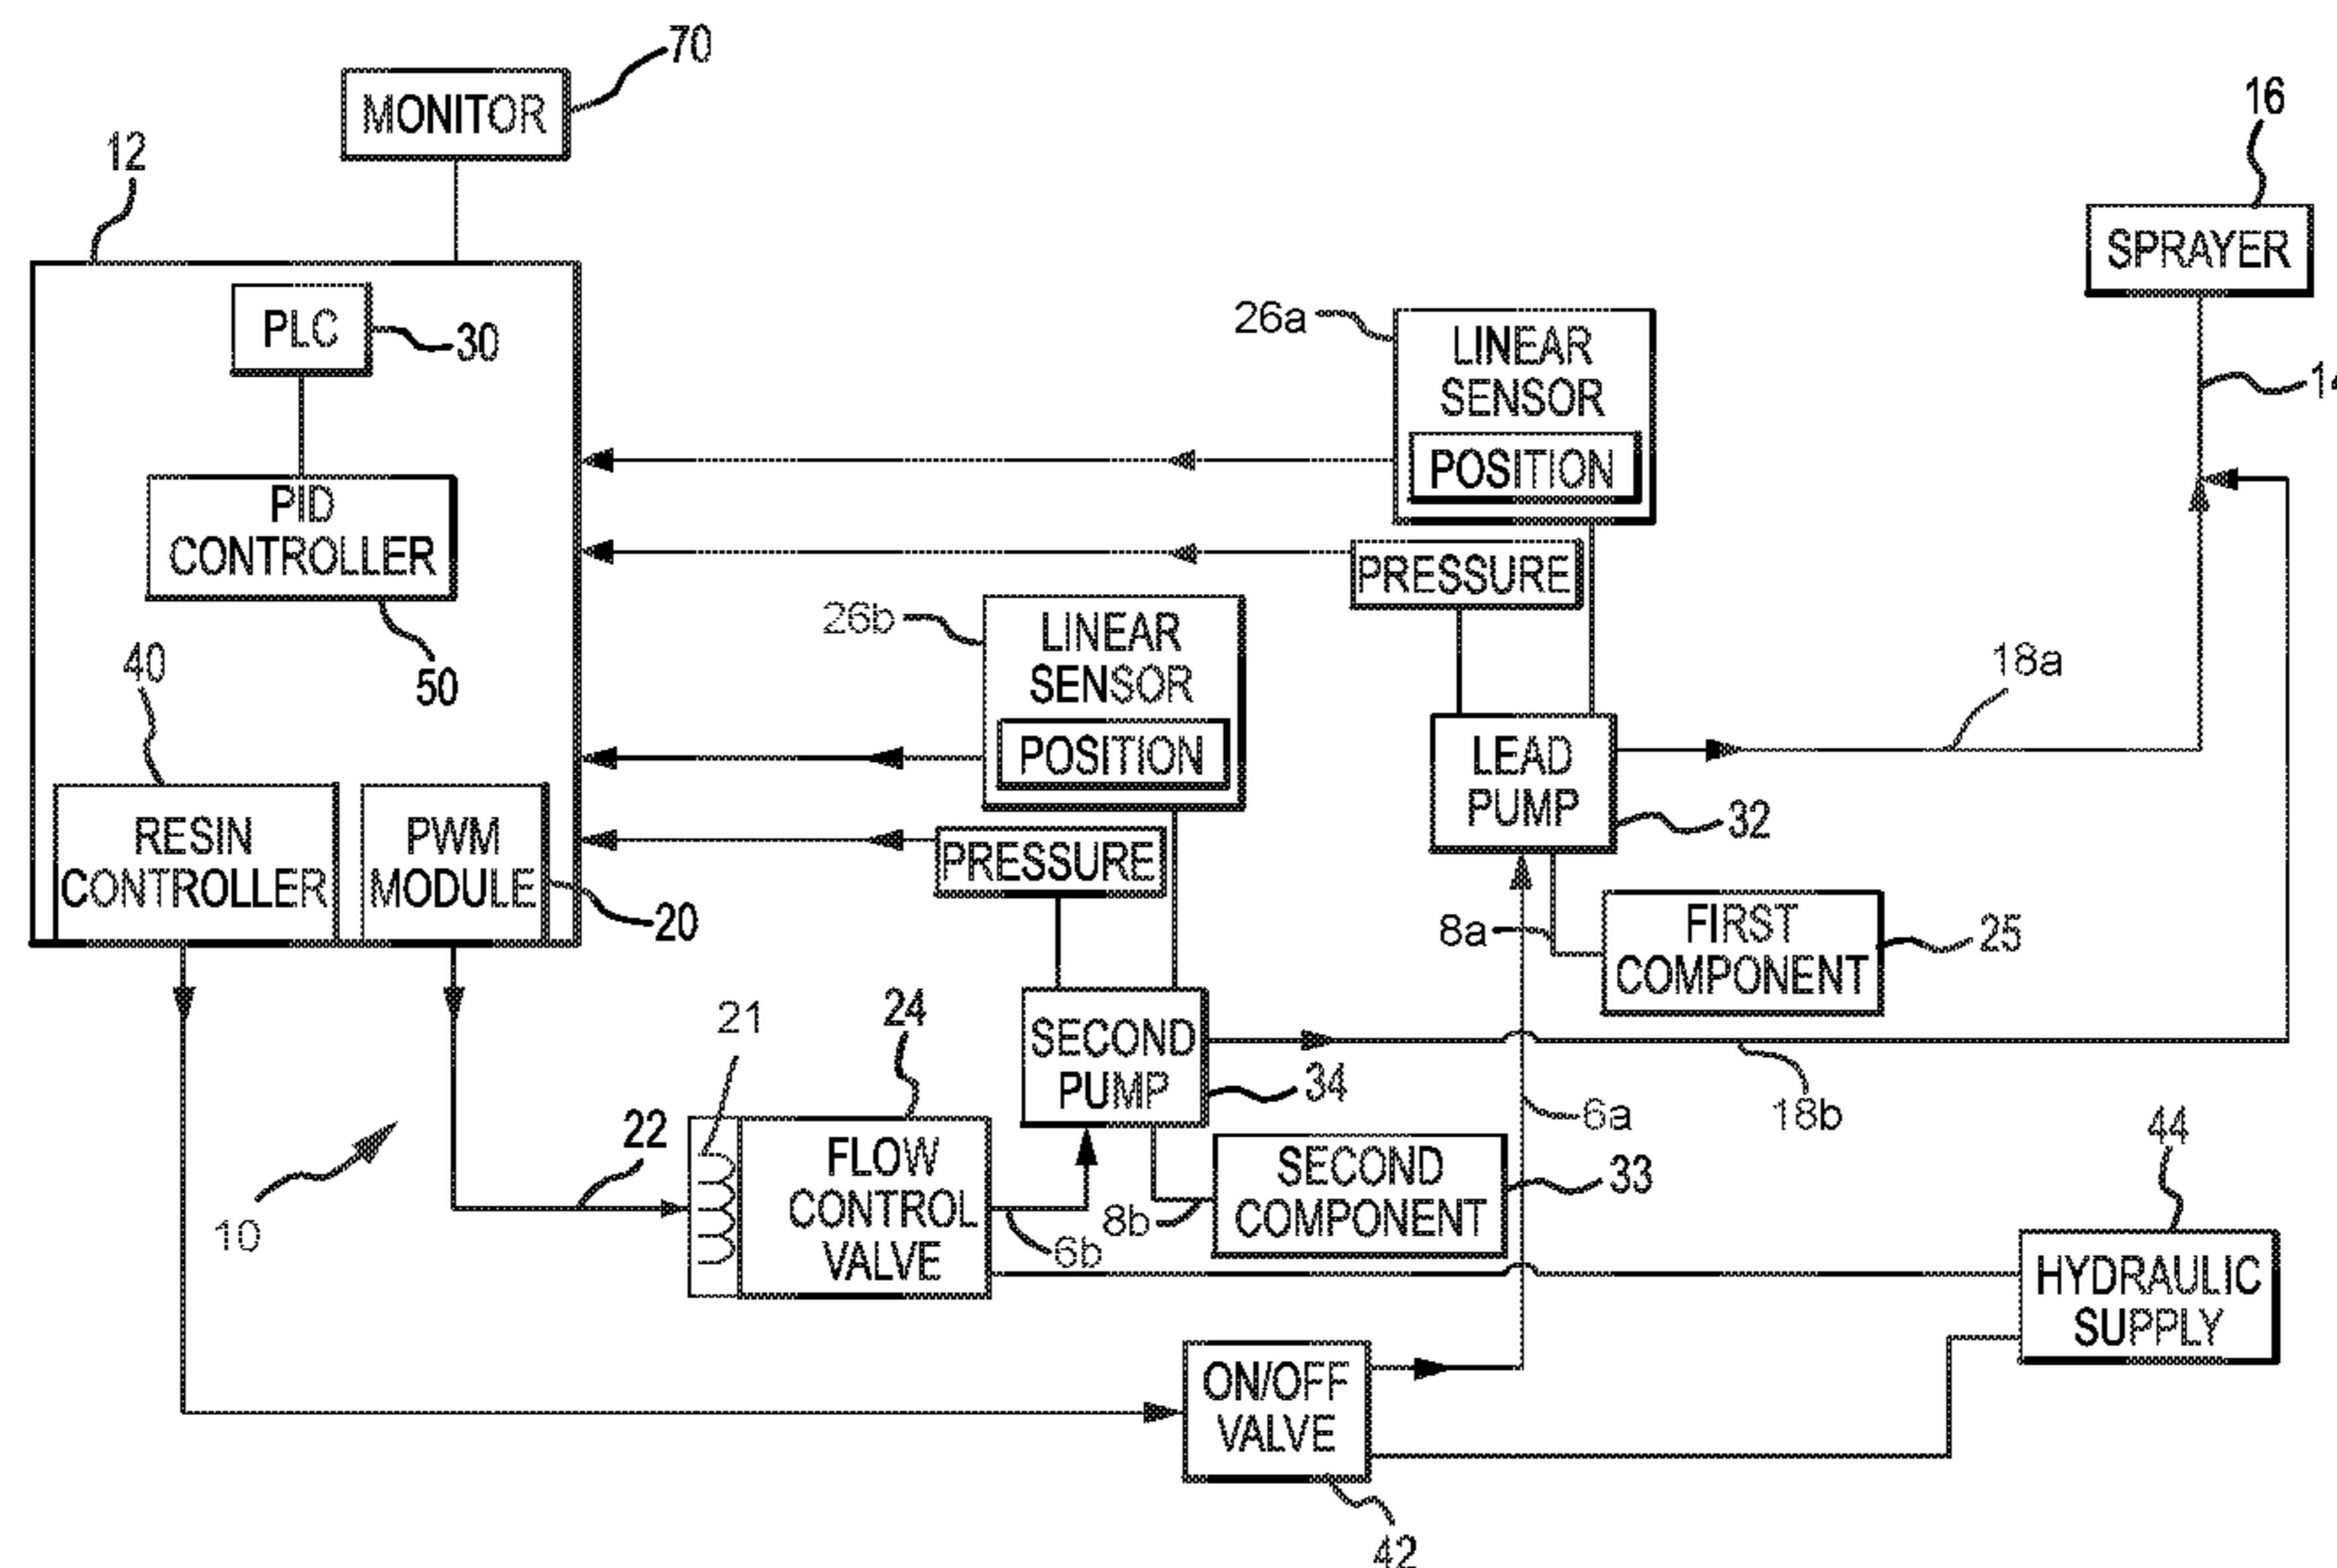 70
MONITOR
16
12
SPRAYER
PLC
30
26a
LINEAR
SENSOR
POSITION
14
PID
CONTROLLER
50
PRESSURE
26b
LINEAR
SENSOR
POSITION
18a
40
LEAD
PUMP
32
RESIN
CONTROLLER
PWM
MODULE
20
PRESSURE
8a
FIRST
COMPONENT
25
21
24
SECOND
PUMP
34
6a
18b
22
FLOW
CONTROL
VALVE
6b
8b
SECOND
COMPONENT
33
44
10
HYDRAULIC
SUPPLY
ON/OFF
VALVE
42